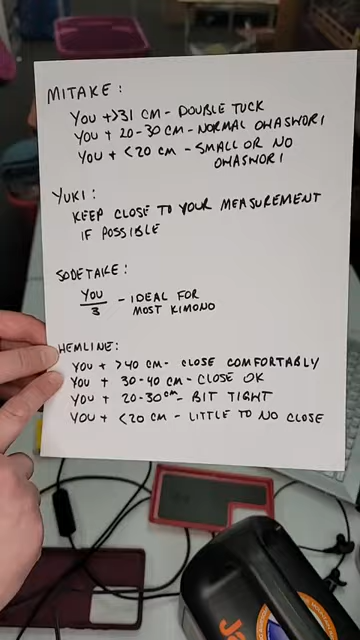 MITAKE:
YOU +>31 CM - DOUBLE TUCK
YOU + 20-30 CM - NORMAL OHASHORI
YOU + <20 CM - SMALL OR NO
OHASHORI
YUKI:
KEEP CLOSE TO YOUR MEASUREMENT
IF POSSIBLE
SODETAKE:
YOU
3 - IDEAL FOR
MOST KIMONO
HEMLINE:
YOU + >40 CM - CLOSE COMFORTABLY
YOU + 30-40 CM - CLOSE OK
YOU + 20-30 CM - BIT TIGHT
YOU + <20 CM - LITTLE TO NO CLOSE